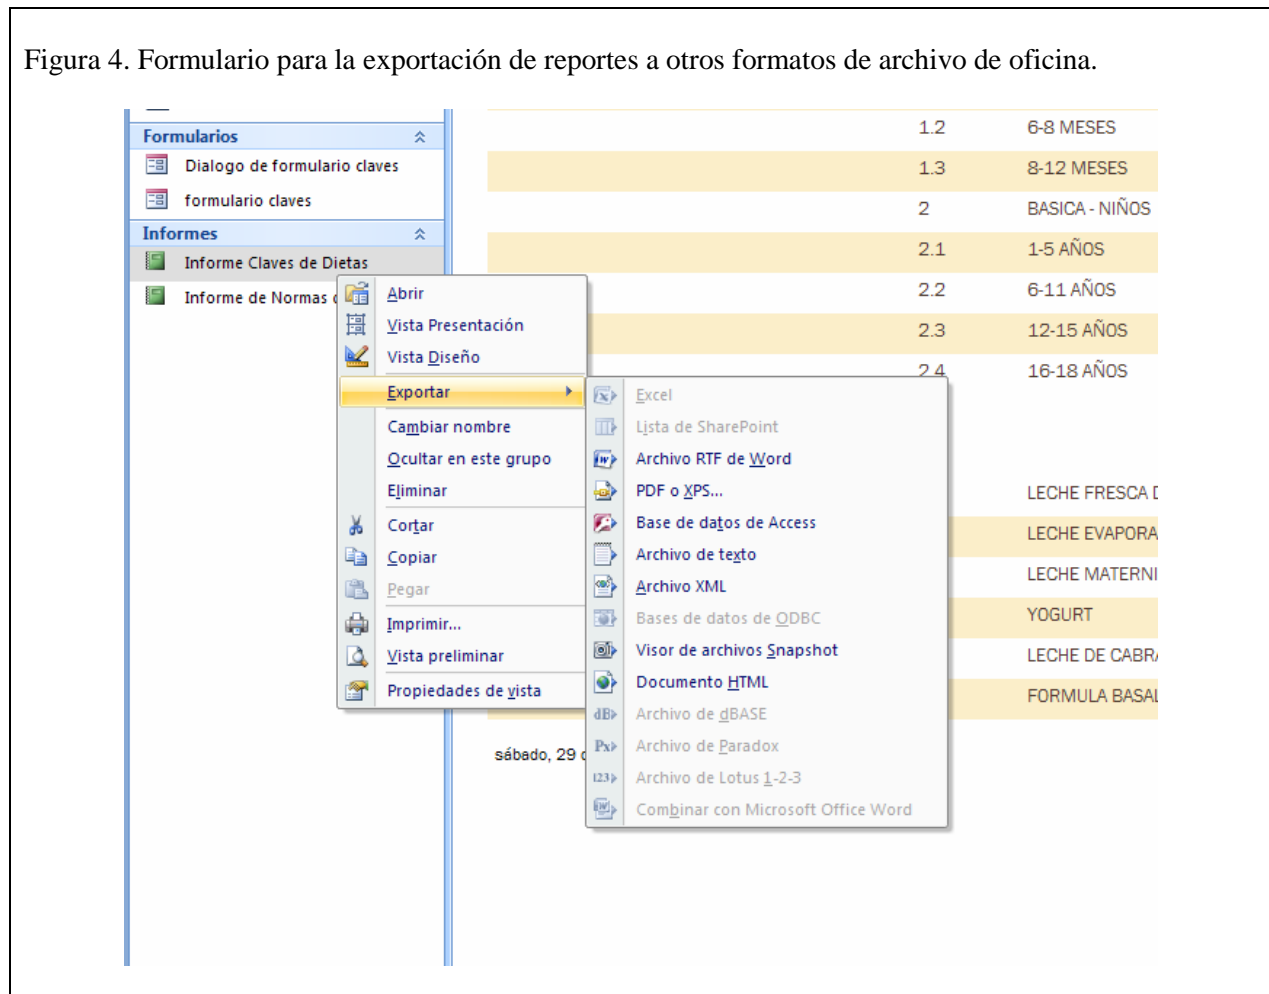 Figura 4. Formulario para la exportación de reportes a otros formatos de archivo de oficina.
Formularios
Dialogo de formulario claves
formulario claves
Informes
Informe Claves de Dietas
Informe de Normas
Abrir
Vista Presentación
Vista Diseño
Exportar
Cambiar nombre
Ocultar en este grupo
Eliminar
Cortar
Copiar
Pegar
Imprimir...
Vista preliminar
Propiedades de vista
Excel
Lista de SharePoint
Archivo RTF de Word
PDF o XPS...
Base de datos de Access
Archivo de texto
Archivo XML
Bases de datos de ODBC
Visor de archivos Snapshot
Documento HTML
Archivo de dBASE
Archivo de Paradox
Archivo de Lotus 1-2-3
Combinar con Microsoft Office Word
1.2 6-8 MESES
1.3 8-12 MESES
2 BASICA - NIÑOS
2.1 1-5 AÑOS
2.2 6-11 AÑOS
2.3 12-15 AÑOS
2.4 16-18 AÑOS
LECHE FRESCA
LECHE EVAPORA
LECHE MATERNI
YOGURT
LECHE DE CABR
FORMULA BASAL
sábado, 29